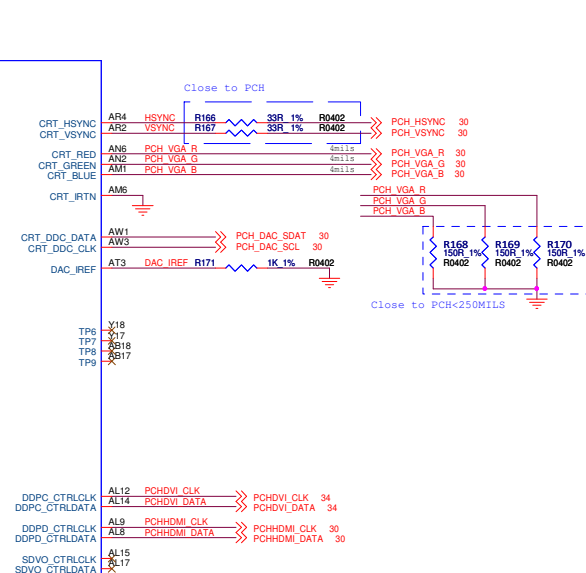 Close to PCH
CRT_HSYNC AR4 HSYNC R166 33R_1% R0402 PCH_HSYNC 30
CRT_VSYNC AR2 VSYNC R167 33R_1% R0402 PCH_VSYNC 30
CRT_RED AN6 PCH_VGA_R 4mils PCH_VGA_R 30
CRT_GREEN AN2 PCH_VGA_G 4mils PCH_VGA_G 30
CRT_BLUE AM1 PCH_VGA_B 4mils PCH_VGA_B 30
CRT_IRTN AM6
PCH_VGA_R
PCH_VGA_G
PCH_VGA_B
CRT_DDC_DATA AW1 PCH_DAC_SDAT 30
CRT_DDC_CLK AW3 PCH_DAC_SCL 30
R168 R169 R170
150R_1% 150R_1% 150R_1%
R0402 R0402 R0402
DAC_IREF AT3 DAC_IREF R171 1K_1% R0402
Close to PCH<250MILS
TP6 Y18
TP7 Y17
TP8 AB18
TP9 AB17
DDPC_CTRLCLK AL12 PCHDVI_CLK PCHDVI_CLK 34
DDPC_CTRLDATA AL14 PCHDVI_DATA PCHDVI_DATA 34
DDPD_CTRLCLK AL9 PCHHDMI_CLK PCHHDMI_CLK 30
DDPD_CTRLDATA AL8 PCHHDMI_DATA PCHHDMI_DATA 30
SDVO_CTRLCLK AL15
SDVO_CTRLDATA AL17